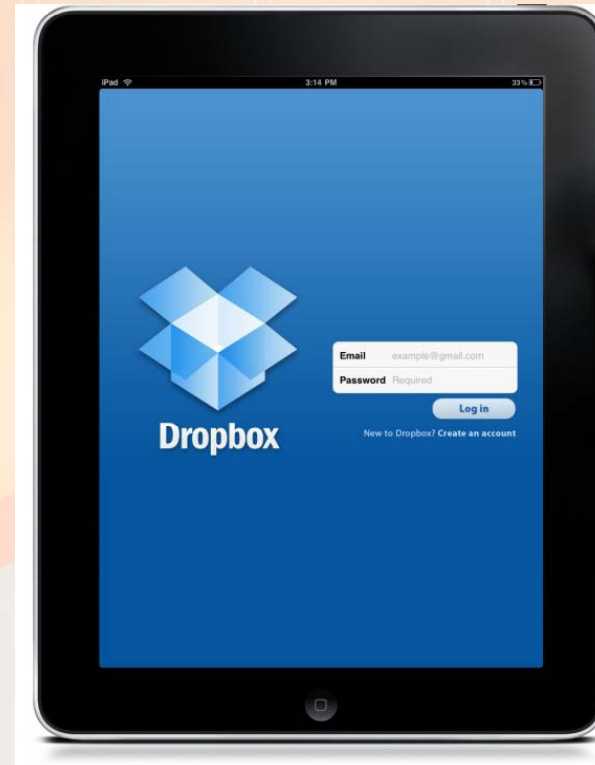 iPad 3:14 PM 33%
Email example@gmail.com
Password Required
Log in
Dropbox
New to Dropbox? Create an account